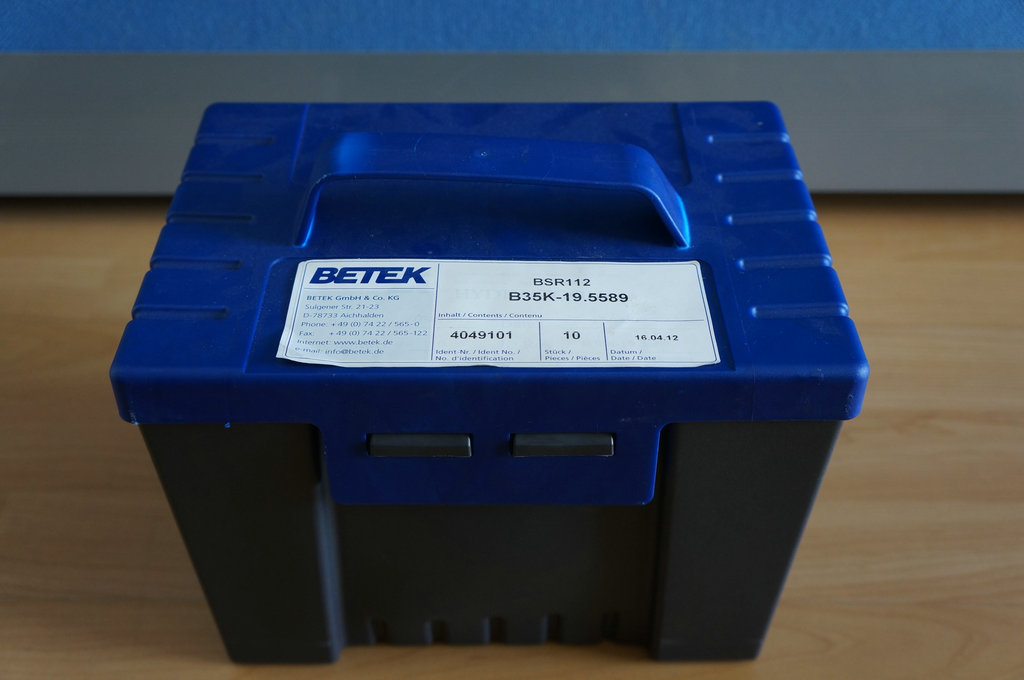 BETEK
BETEK GmbH & Co. KG
Sulgener Str. 21-23
D-78733 Aichhalden
Phone: +49 (0) 74 22 / 565-0
Fax: +49 (0) 74 22 / 565-122
Internet: www.betek.de
e-mail: info@betek.de
BSR112
B35K-19.5589
Inhalt / Contents / Contenu
4049101
Ident-Nr. / Ident No. /
No. d'identification
10
Stück /
Pieces / Pièces
16.04.12
Datum /
Date / Date